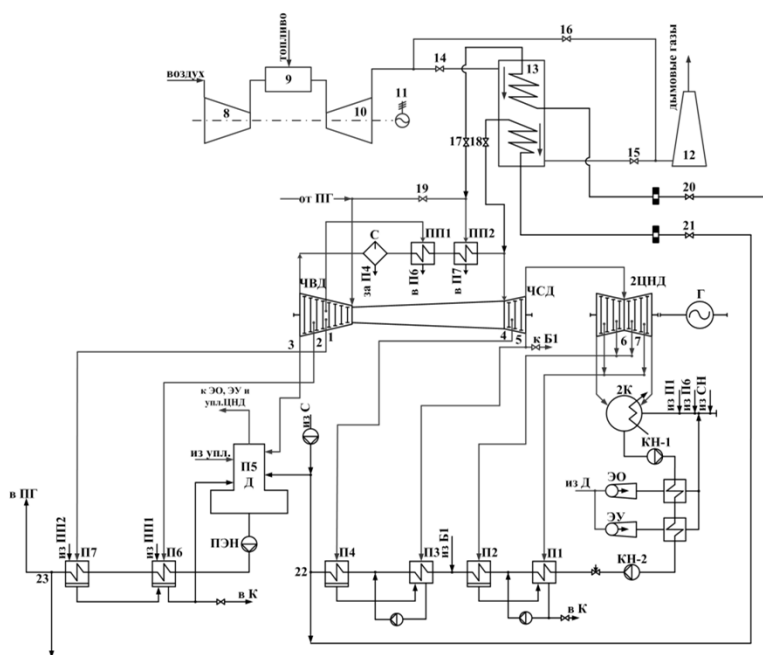 топливо
воздух
9
8
10
11
14
16
13
дымовые газы
12
15
17
18
19
20
21
от ПГ
С
ПП1
ПП2
за П4
в П6
в П7
ЧВД
ЧСД
2ЦНД
Г
3
2
1
4
5
к Б1
6
7
к ЭО, ЭУ и
упл.ЦНД
из С
2К
из П1
из П6
из СН
КН-1
из упл.
П5
Д
из Д
ЭО
ЭУ
в ПГ
ПЭН
из ПП2
из ПП1
П7
П6
23
в К
22
П4
П3
из Б1
П2
П1
КН-2
в К